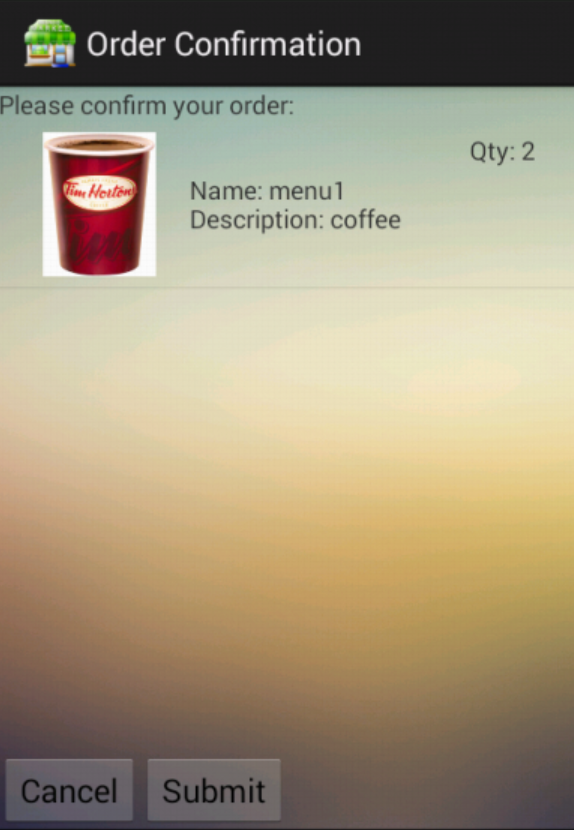 Order Confirmation
Please confirm your order:
Qty: 2
Tim Hortons
Name: menu1
Description: coffee
Cancel
Submit